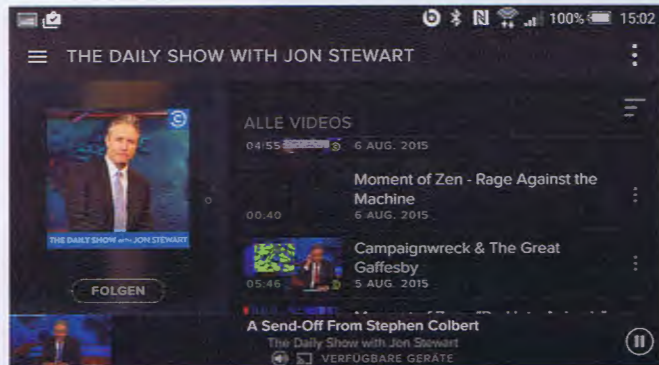 100% 15:02
THE DAILY SHOW WITH JON STEWART
THE DAILY SHOW WITH JON STEWART
FOLGEN
ALLE VIDEOS
04:55
6 AUG. 2015
Moment of Zen - Rage Against the
Machine
00:40
6 AUG. 2015
Campaignwreck & The Great
Gaffesby
05:46
5 AUG. 2015
A Send-Off From Stephen Colbert
The Daily Show with Jon Stewart
VERFÜGBARE GERÄTE